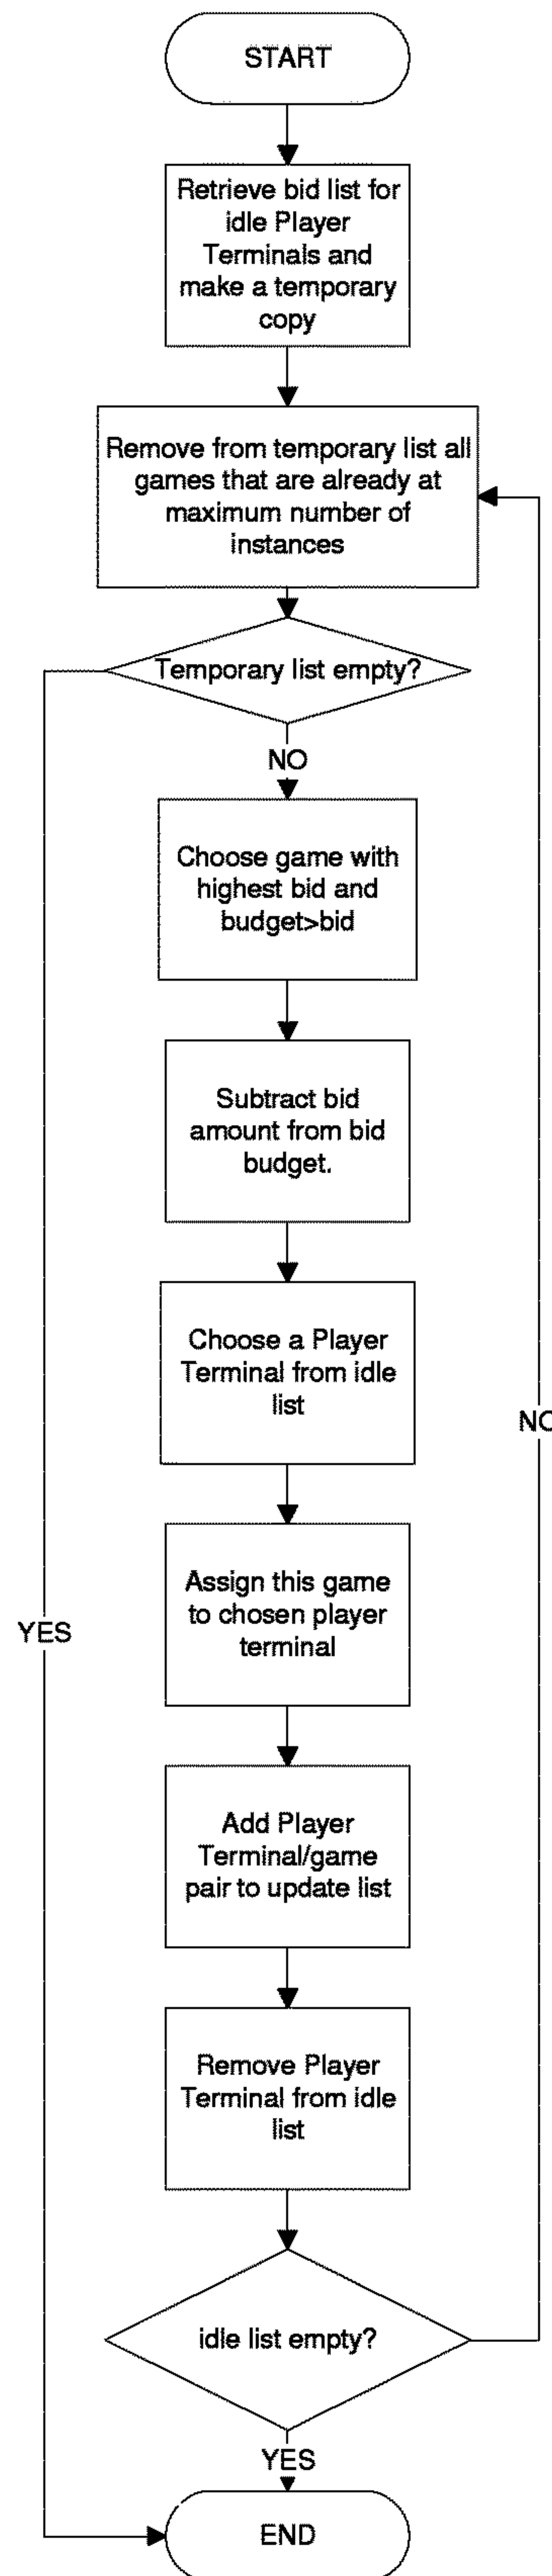 START
Retrieve bid list for
idle Player
Terminals and
make a temporary
copy
Remove from temporary list all
games that are already at
maximum number of
instances
Temporary list empty?
NO
Choose game with
highest bid and
budget>bid
Subtract bid
amount from bid
budget.
Choose a Player
Terminal from idle
list
NO
Assign this game
to chosen player
terminal
YES
Add Player
Terminal/game
pair to update list
Remove Player
Terminal from idle
list
idle list empty?
YES
END